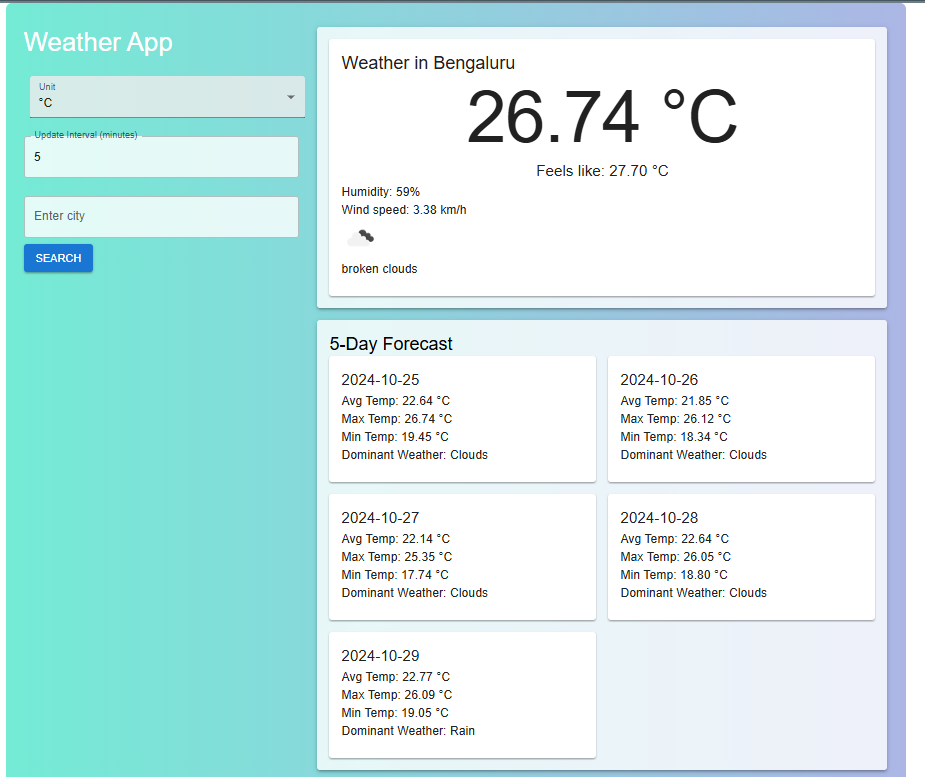 Weather App
Unit
°C
Update Interval (minutes)
5
Enter city
SEARCH
Weather in Bengaluru
26.74 °C
Feels like: 27.70 °C
Humidity: 59%
Wind speed: 3.38 km/h
broken clouds
5-Day Forecast
2024-10-25
Avg Temp: 22.64 °C
Max Temp: 26.74 °C
Min Temp: 19.45 °C
Dominant Weather: Clouds
2024-10-26
Avg Temp: 21.85 °C
Max Temp: 26.12 °C
Min Temp: 18.34 °C
Dominant Weather: Clouds
2024-10-27
Avg Temp: 22.14 °C
Max Temp: 25.35 °C
Min Temp: 17.74 °C
Dominant Weather: Clouds
2024-10-28
Avg Temp: 22.64 °C
Max Temp: 26.05 °C
Min Temp: 18.80 °C
Dominant Weather: Clouds
2024-10-29
Avg Temp: 22.77 °C
Max Temp: 26.09 °C
Min Temp: 19.05 °C
Dominant Weather: Rain